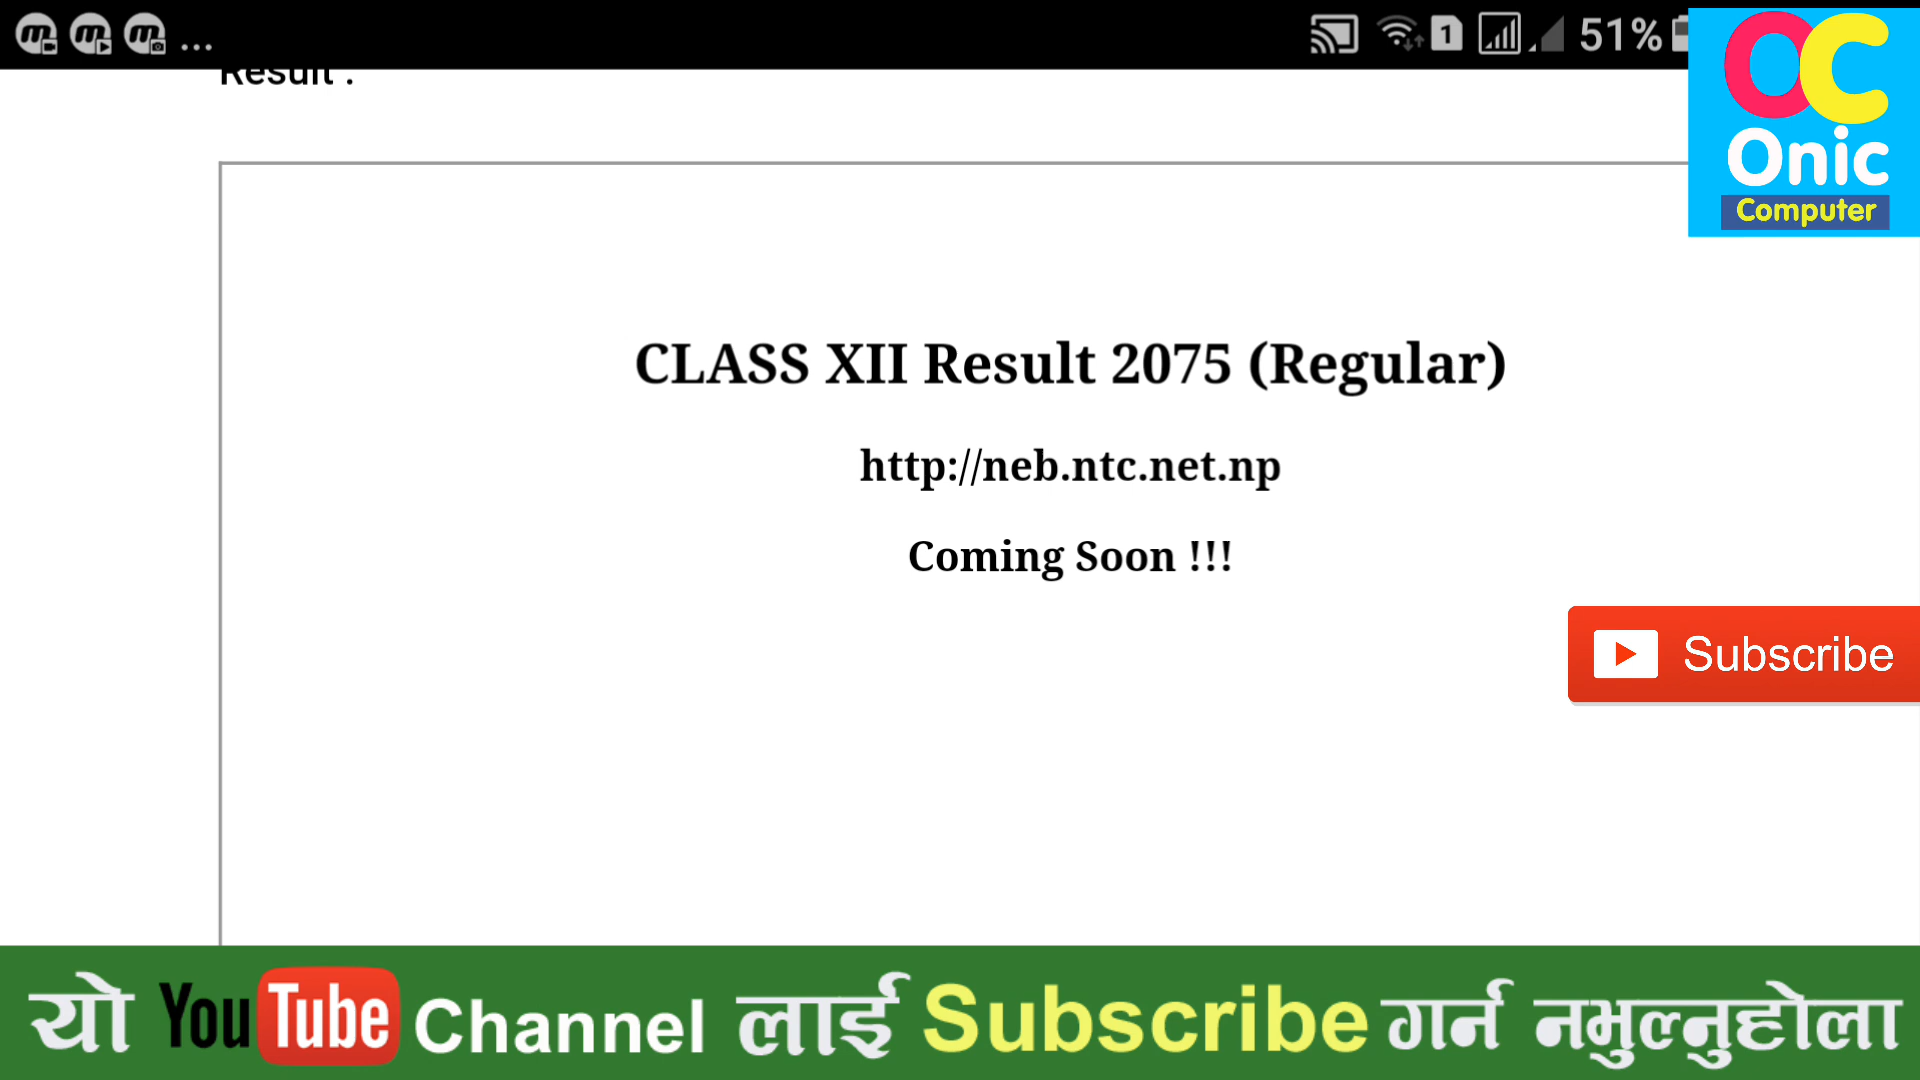 51%
Result :
OC
Onic
Computer
CLASS XII Result 2075 (Regular)
http://neb.ntc.net.np
Coming Soon !!!
Subscribe
यो YouTube Channel लाई Subscribe गर्न नभुल्नुहोला